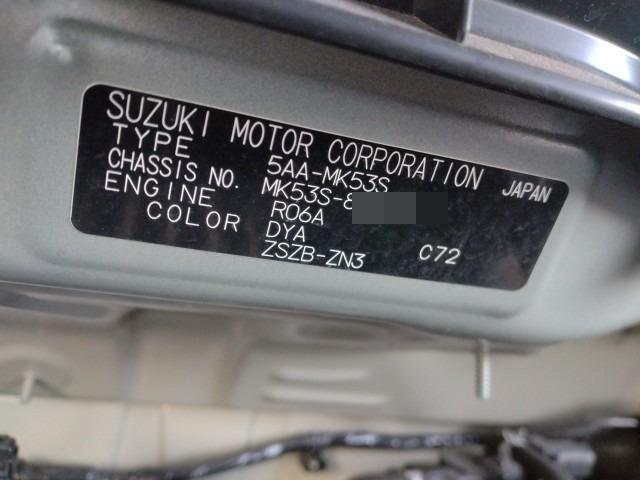 SUZUKI MOTOR CORPORATION JAPAN
TYPE 5AA-MK53S
CHASSIS NO. MK53S-8
ENGINE R06A
COLOR DYA
ZSZB-ZN3 C72